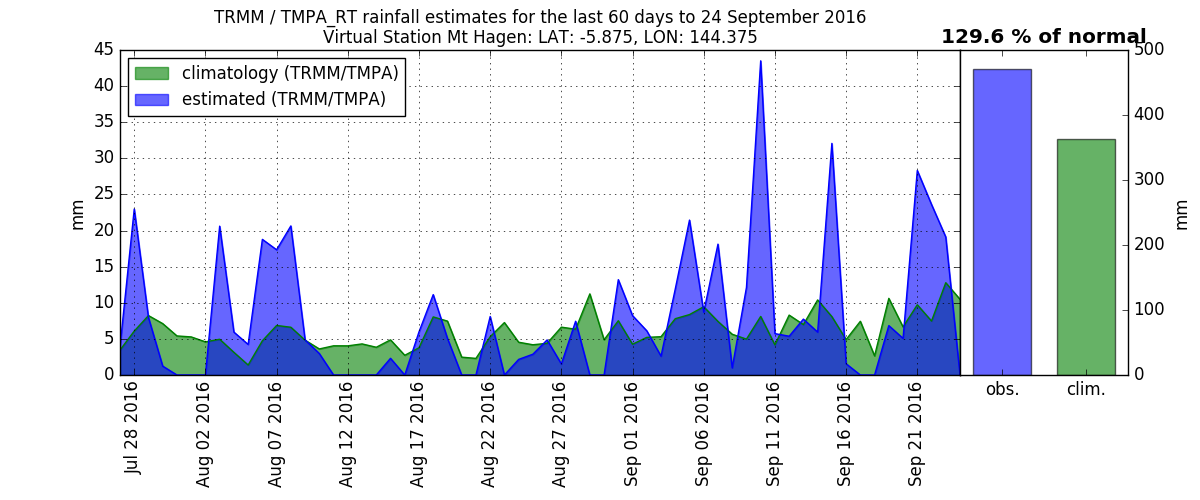 TRMM / TMPA_RT rainfall estimates for the last 60 days to 24 September 2016
Virtual Station Mt Hagen: LAT: -5.875, LON: 144.375
129.6 % of normal
climatology (TRMM/TMPA)
estimated (TRMM/TMPA)
mm
45
40
35
30
25
20
15
10
5
0
Jul 28 2016
Aug 02 2016
Aug 07 2016
Aug 12 2016
Aug 17 2016
Aug 22 2016
Aug 27 2016
Sep 01 2016
Sep 06 2016
Sep 11 2016
Sep 16 2016
Sep 21 2016
obs.
clim.
500
400
300
200
100
0
mm